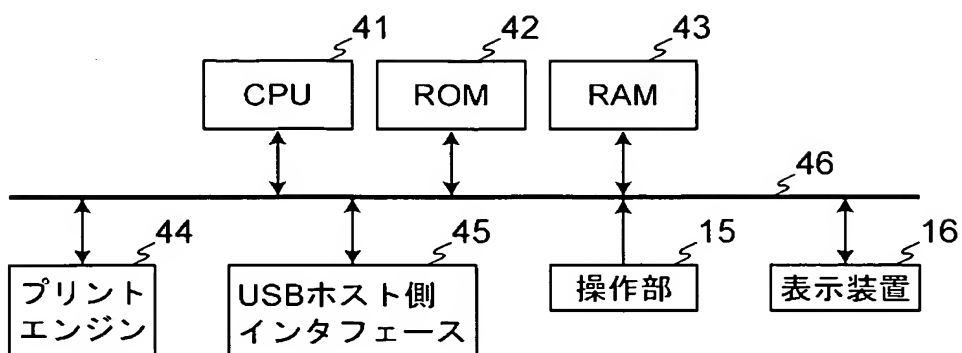 41
42
43
CPU
ROM
RAM
46
44
45
15
16
プリント
エンジン
USBホスト側
インタフェース
操作部
表示装置